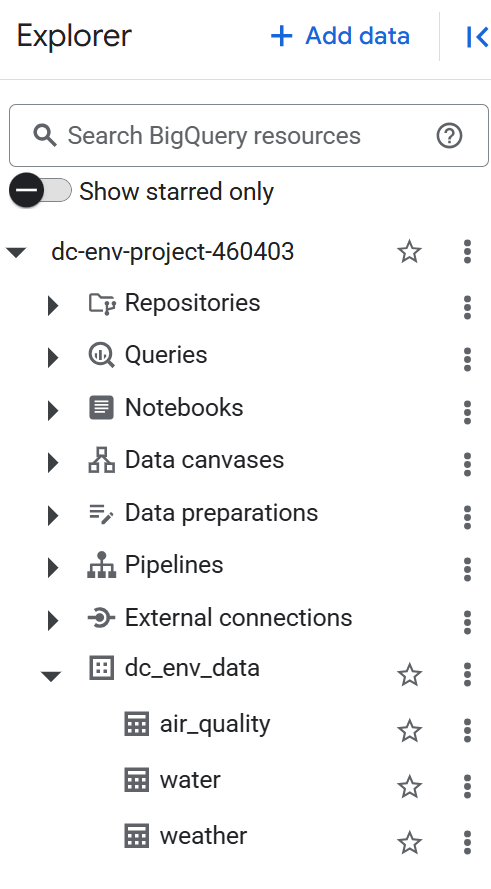 Explorer + Add data
Search BigQuery resources
Show starred only
dc-env-project-460403
Repositories
Queries
Notebooks
Data canvases
Data preparations
Pipelines
External connections
dc_env_data
air_quality
water
weather